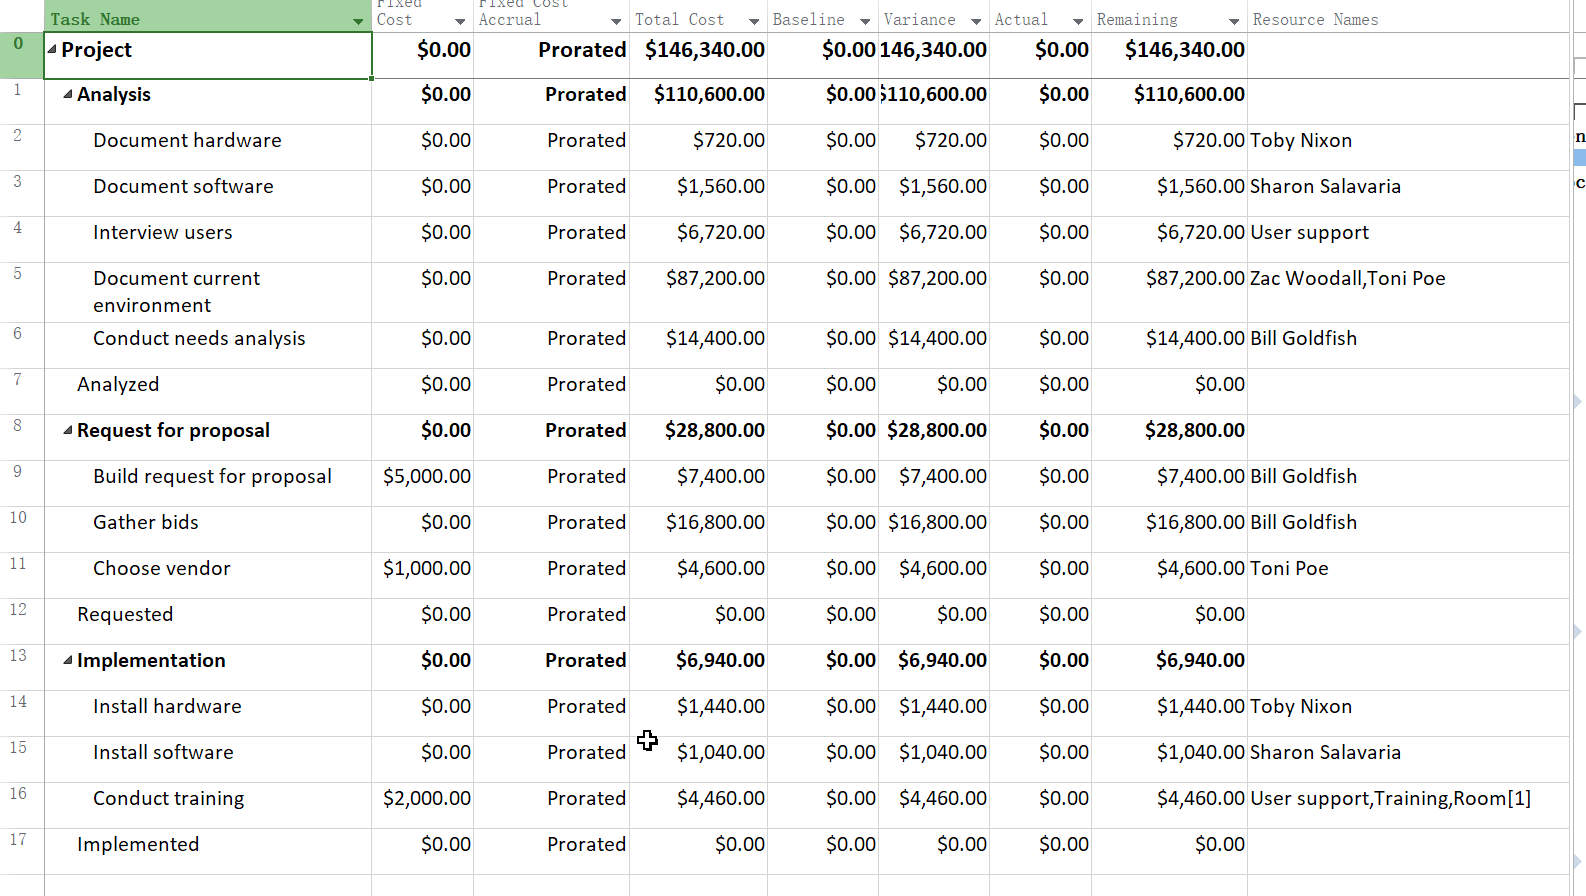 Fixed Fixed Cost
Task Name Cost Accrual Total Cost Baseline Variance Actual Remaining Resource Names
0 Project $0.00 Prorated $146,340.00 $0.00 146,340.00 $0.00 $146,340.00
1 Analysis $0.00 Prorated $110,600.00 $0.00 $110,600.00 $0.00 $110,600.00
2 Document hardware $0.00 Prorated $720.00 $0.00 $720.00 $0.00 $720.00 Toby Nixon
3 Document software $0.00 Prorated $1,560.00 $0.00 $1,560.00 $0.00 $1,560.00 Sharon Salavaria
4 Interview users $0.00 Prorated $6,720.00 $0.00 $6,720.00 $0.00 $6,720.00 User support
5 Document current $0.00 Prorated $87,200.00 $0.00 $87,200.00 $0.00 $87,200.00 Zac Woodall,Toni Poe
environment
6 Conduct needs analysis $0.00 Prorated $14,400.00 $0.00 $14,400.00 $0.00 $14,400.00 Bill Goldfish
7 Analyzed $0.00 Prorated $0.00 $0.00 $0.00 $0.00 $0.00
8 Request for proposal $0.00 Prorated $28,800.00 $0.00 $28,800.00 $0.00 $28,800.00
9 Build request for proposal $5,000.00 Prorated $7,400.00 $0.00 $7,400.00 $0.00 $7,400.00 Bill Goldfish
10 Gather bids $0.00 Prorated $16,800.00 $0.00 $16,800.00 $0.00 $16,800.00 Bill Goldfish
11 Choose vendor $1,000.00 Prorated $4,600.00 $0.00 $4,600.00 $0.00 $4,600.00 Toni Poe
12 Requested $0.00 Prorated $0.00 $0.00 $0.00 $0.00 $0.00
13 Implementation $0.00 Prorated $6,940.00 $0.00 $6,940.00 $0.00 $6,940.00
14 Install hardware $0.00 Prorated $1,440.00 $0.00 $1,440.00 $0.00 $1,440.00 Toby Nixon
15 Install software $0.00 Prorated $1,040.00 $0.00 $1,040.00 $0.00 $1,040.00 Sharon Salavaria
16 Conduct training $2,000.00 Prorated $4,460.00 $0.00 $4,460.00 $0.00 $4,460.00 User support,Training,Room[1]
17 Implemented $0.00 Prorated $0.00 $0.00 $0.00 $0.00 $0.00